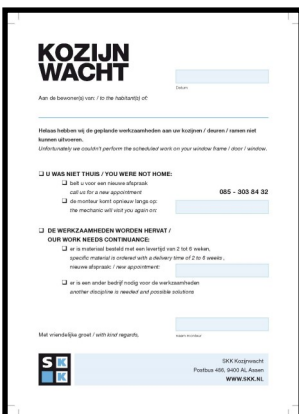 KOZIJN
WACHT
Datum
Aan de bewoner(s) van: / to the habitant(s) of:
Helaas hebben wij de geplande werkzaamheden aan uw kozijnen / deuren / ramen niet
kunnen uitvoeren.
Unfortunately we couldn't perform the scheduled work on your window frame / door / window.
U WAS NIET THUIS / YOU WERE NOT HOME:
belt u voor een nieuwe afspraak
call us for a new appointment
085 - 303 84 32
de monteur komt opnieuw langs op:
the mechanic will visit you again on:
DE WERKZAAMHEDEN WORDEN HERVAT /
OUR WORK NEEDS CONTINUANCE:
er is materiaal besteld met een levertijd van 2 tot 6 weken,
specific material is ordered with a delivery time of 2 to 6 weeks ,
nieuwe afspraak: / new appointment:
er is een ander bedrijf nodig voor de werkzaamheden
another discipline is needed and possible solutions
Met vriendelijke groet / with kind regards,
naam monteur
SKK
SKK Kozijnwacht
Postbus 466, 9400 AL Assen
WWW.SKK.NL